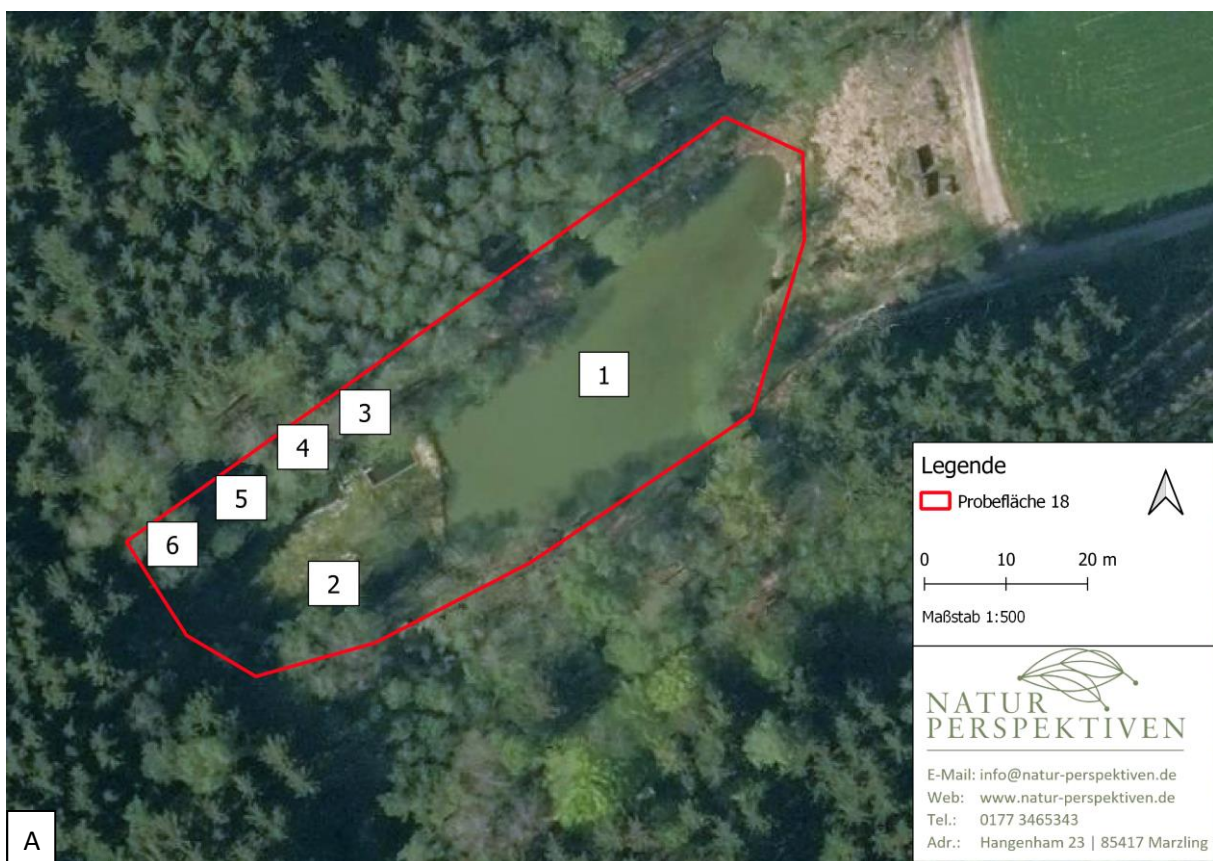 1
3
4
5
6
2
A
Legende
Probefläche 18
0 10 20 m
Maßstab 1:500
NATUR
PERSPEKTIVEN
E-Mail: info@natur-perspektiven.de
Web: www.natur-perspektiven.de
Tel.: 0177 3465343
Adr.: Hangenham 23 | 85417 Marzling